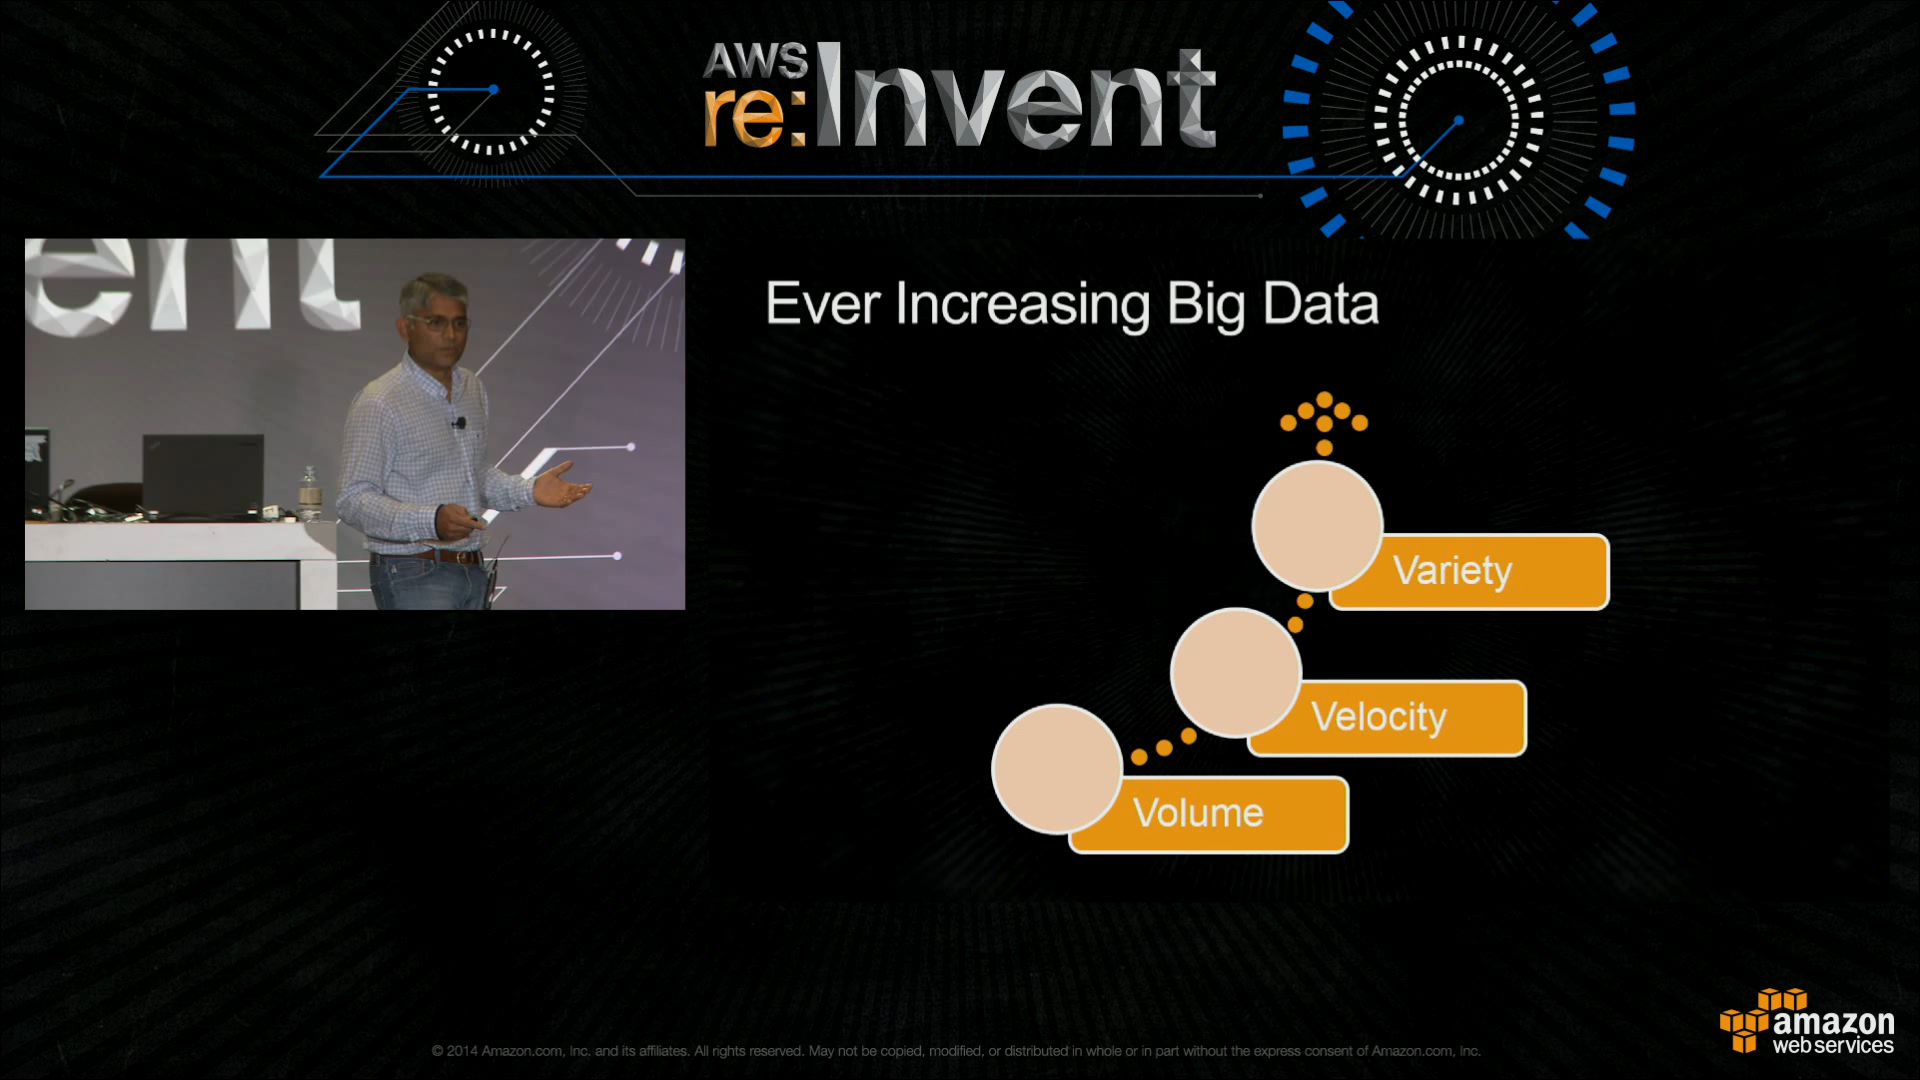 AWS
re:Invent
ent
Ever Increasing Big Data
Variety
Velocity
Volume
amazon
web services
© 2014 Amazon.com, Inc. and its affiliates. All rights reserved. May not be copied, modified, or distributed in whole or in part without the express consent of Amazon.com, Inc.